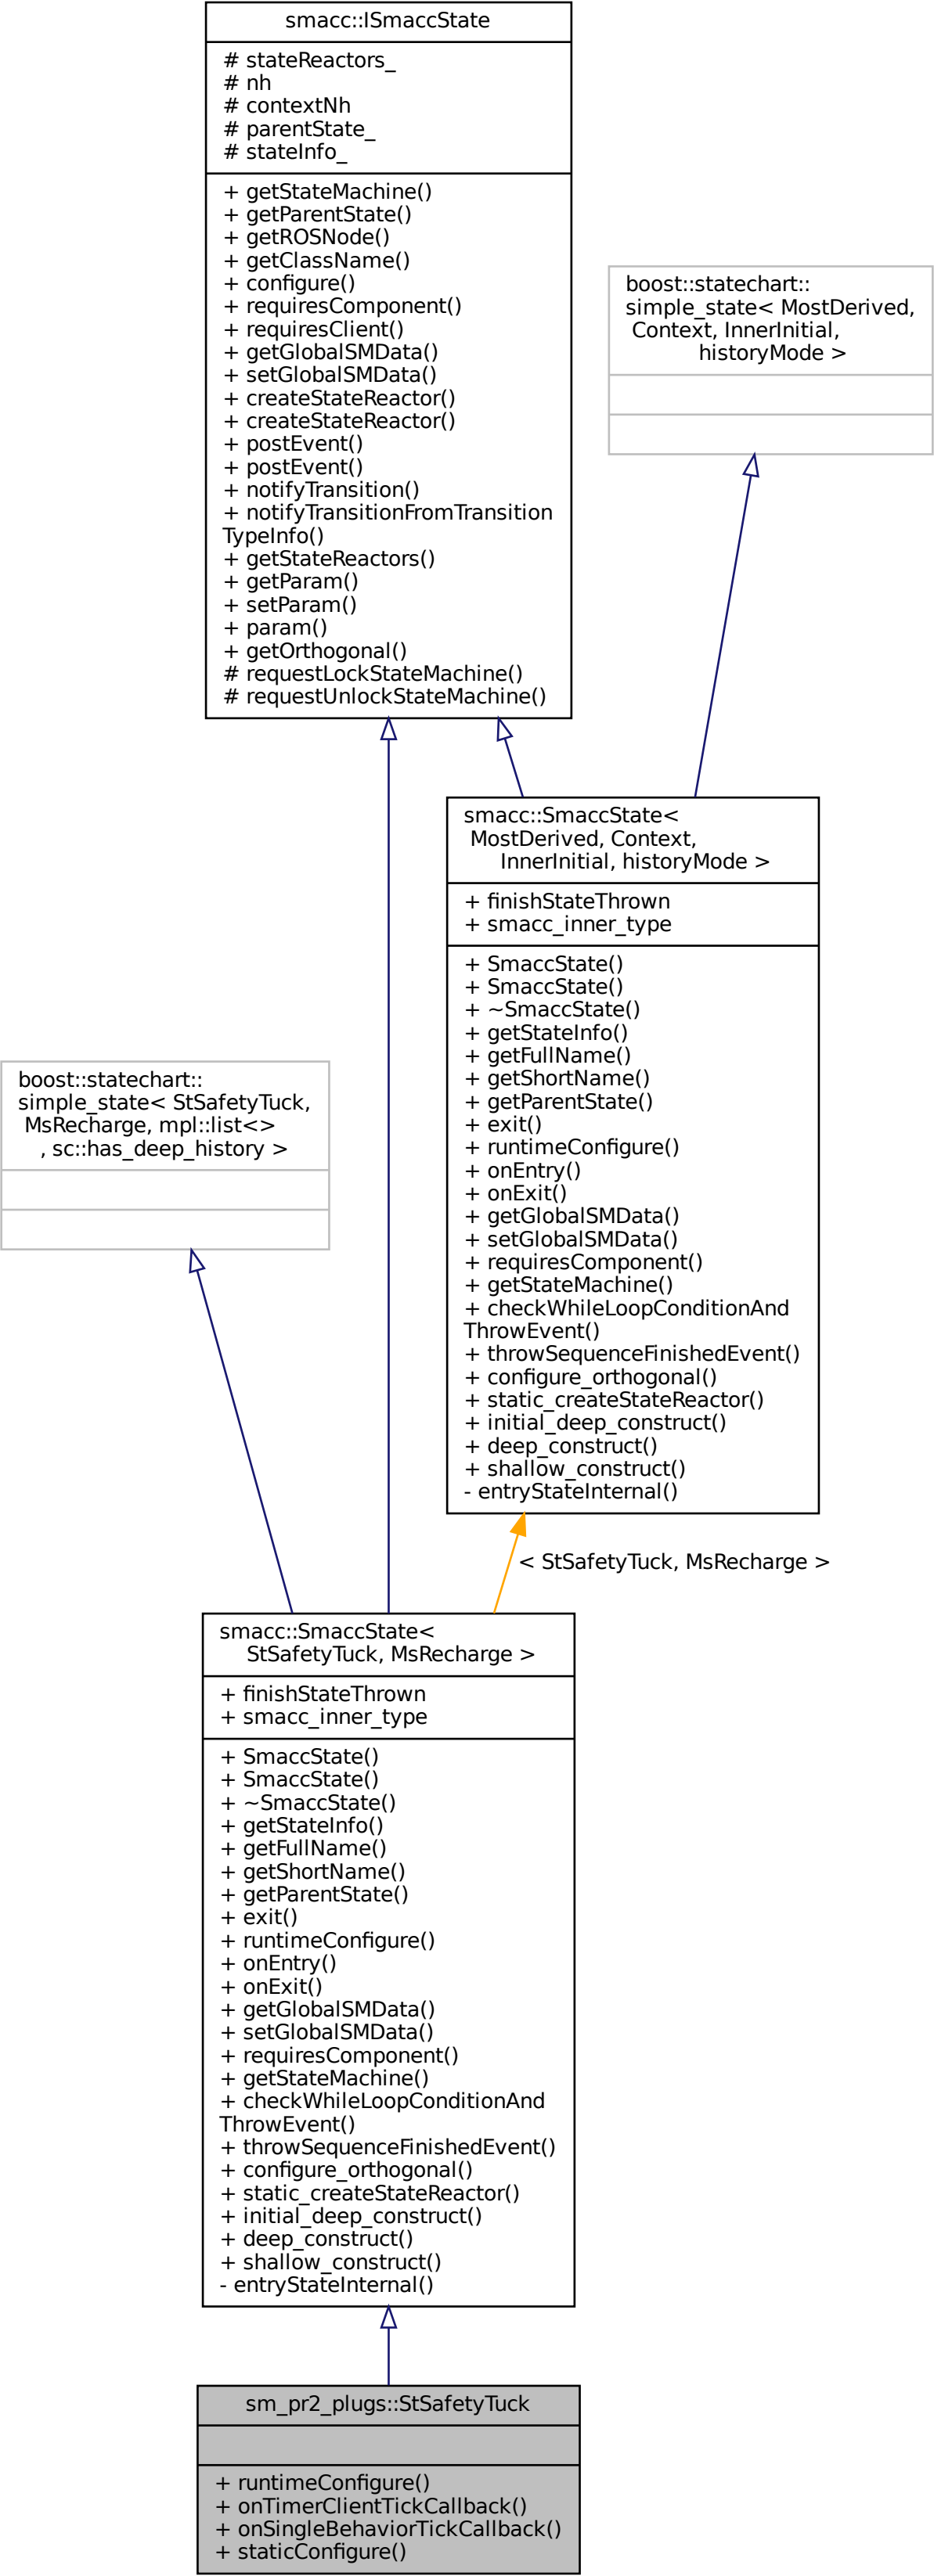 smacc::ISmaccState
# stateReactors_
# nh
# contextNh
# parentState_
# stateInfo_
+ getStateMachine()
+ getParentState()
+ getROSNode()
+ getClassName()
+ configure()
+ requiresComponent()
+ requiresClient()
+ getGlobalSMData()
+ setGlobalSMData()
+ createStateReactor()
+ createStateReactor()
+ postEvent()
+ postEvent()
+ notifyTransition()
+ notifyTransitionFromTransition
TypeInfo()
+ getStateReactors()
+ getParam()
+ setParam()
+ param()
+ getOrthogonal()
# requestLockStateMachine()
# requestUnlockStateMachine()
boost::statechart::
simple_state< MostDerived,
Context, InnerInitial,
historyMode >
smacc::SmaccState<
MostDerived, Context,
InnerInitial, historyMode >
+ finishStateThrown
+ smacc_inner_type
+ SmaccState()
+ SmaccState()
+ ~SmaccState()
+ getStateInfo()
+ getFullName()
+ getShortName()
+ getParentState()
+ exit()
+ runtimeConfigure()
+ onEntry()
+ onExit()
+ getGlobalSMData()
+ setGlobalSMData()
+ requiresComponent()
+ getStateMachine()
+ checkWhileLoopConditionAnd
ThrowEvent()
+ throwSequenceFinishedEvent()
+ configure_orthogonal()
+ static_createStateReactor()
+ initial_deep_construct()
+ deep_construct()
+ shallow_construct()
- entryStateInternal()
boost::statechart::
simple_state< StSafetyTuck,
MsRecharge, mpl::list<>
, sc::has_deep_history >
< StSafetyTuck, MsRecharge >
smacc::SmaccState<
StSafetyTuck, MsRecharge >
+ finishStateThrown
+ smacc_inner_type
+ SmaccState()
+ SmaccState()
+ ~SmaccState()
+ getStateInfo()
+ getFullName()
+ getShortName()
+ getParentState()
+ exit()
+ runtimeConfigure()
+ onEntry()
+ onExit()
+ getGlobalSMData()
+ setGlobalSMData()
+ requiresComponent()
+ getStateMachine()
+ checkWhileLoopConditionAnd
ThrowEvent()
+ throwSequenceFinishedEvent()
+ configure_orthogonal()
+ static_createStateReactor()
+ initial_deep_construct()
+ deep_construct()
+ shallow_construct()
- entryStateInternal()
sm_pr2_plugs::StSafetyTuck
+ runtimeConfigure()
+ onTimerClientTickCallback()
+ onSingleBehaviorTickCallback()
+ staticConfigure()